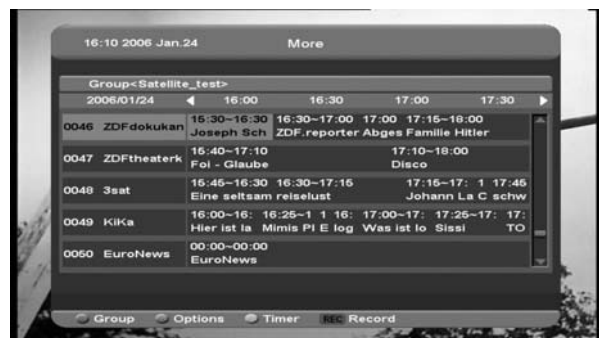 16:10 2006 Jan.24 More
Group<Satellite_test>
2006/01/24 16:00 16:30 17:00 17:30
0046 ZDFdokukan 15:30~16:30 16:30~17:00 17:00 17:15~18:00
Joseph Sch ZDF.reporter Abges Familie Hitler
0047 ZDFtheaterk 15:40~17:10 17:10~18:00
Foi - Glaube Disco
0048 3sat 15:45~16:30 16:30~17:15 17:15~17: 1 17:45
Eine seltsam reiselust Johann La C schw
0049 KiKa 16:00~16: 16:25~1 1 16: 17:00~17: 17:25~17: 17:
Hier ist la Mimis Pl E log Was ist lo Sissi TO
0050 EuroNews 00:00~00:00
EuroNews
Group Options Timer REC Record